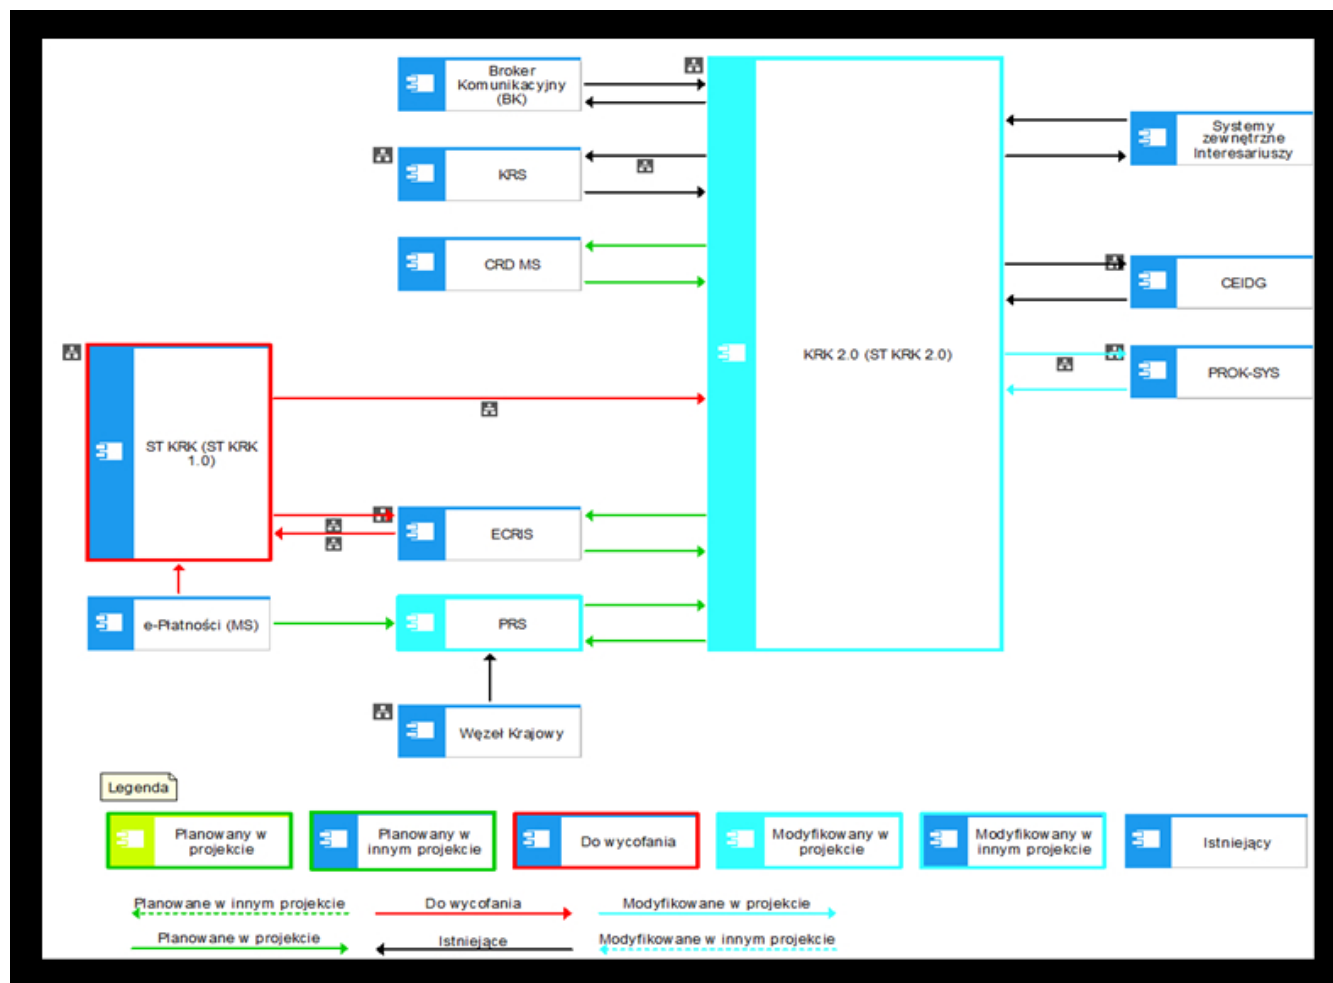 Broker
Komunikacyjny
(BK)
Systemy
zewnętrzne
Interesariuszy
KRS
CRD MS
CEIDG
KRK 2.0 (ST KRK 2.0)
PROK-SYS
ST KRK (ST KRK
1.0)
ECRIS
e-Płatności (MS)
PRS
Węzeł Krajowy
Legenda
Planowany w
projekcie
Planowany w
innym projekcie
Do wycofania
Modyfikowany w
projekcie
Modyfikowany w
innym projekcie
Istniejący
Planowane w innym projekcie
Do wycofania
Modyfikowane w projekcie
Planowane w projekcie
Istniejące
Modyfikowane w innym projekcie